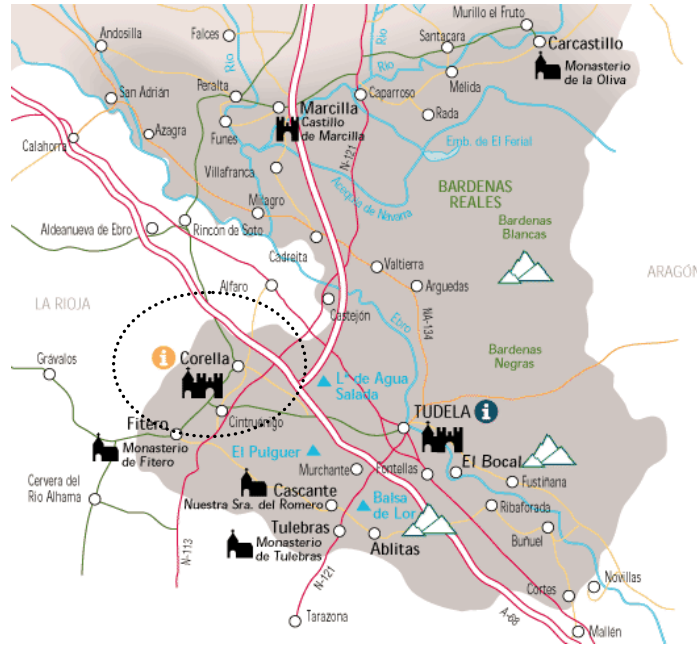 Murillo el Fruto
Andosilla
Falces
Río
Río
Santacara
Carcastillo
Monasterio
de la Oliva
Río
San Adrián
Peralta
Caparroso
Mélida
Marcilla
Castillo
de Marcilla
Rada
Azagra
Funes
Calahorra
N-121
Emb. de El Ferial
Villafranca
Acequia de Navarra
BARDENAS
REALES
Milagro
Bardenas
Blancas
Aldeanueva de Ebro
Rincón de Soto
Cadreita
Valtierra
ARAGÓN
Alfaro
Arguedas
LA RIOJA
Castejón
Ebro
NA-134
i
Corella
Bardenas
Negras
Grávalos
Lª de Agua
Salada
TUDELA
i
Cintruénigo
Fitero
Monasterio
de Fitero
El Pulguer
El Bocal
Murchante
Fontellas
Cervera del
Río Alhama
Cascante
Nuestra Sra. del Romero
Balsa
de Lor
Fustiñana
Ribaforada
Tulebras
Monasterio
de Tulebras
Ablitas
Buñuel
N-113
N-121
Cortes
Novillas
A-68
Tarazona
Mallén